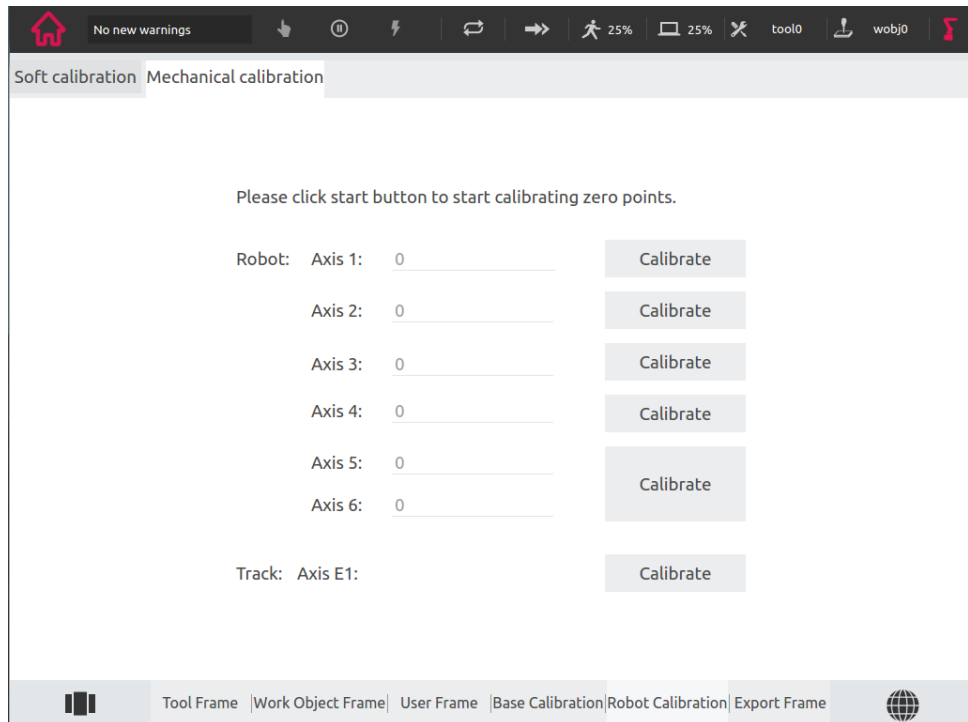 No new warnings 25% 25% tool0 wobj0
Soft calibration Mechanical calibration
Please click start button to start calibrating zero points.
Robot: Axis 1: 0 Calibrate
Axis 2: 0 Calibrate
Axis 3: 0 Calibrate
Axis 4: 0 Calibrate
Axis 5: 0
Calibrate
Axis 6: 0
Track: Axis E1: Calibrate
Tool Frame Work Object Frame User Frame Base Calibration Robot Calibration Export Frame